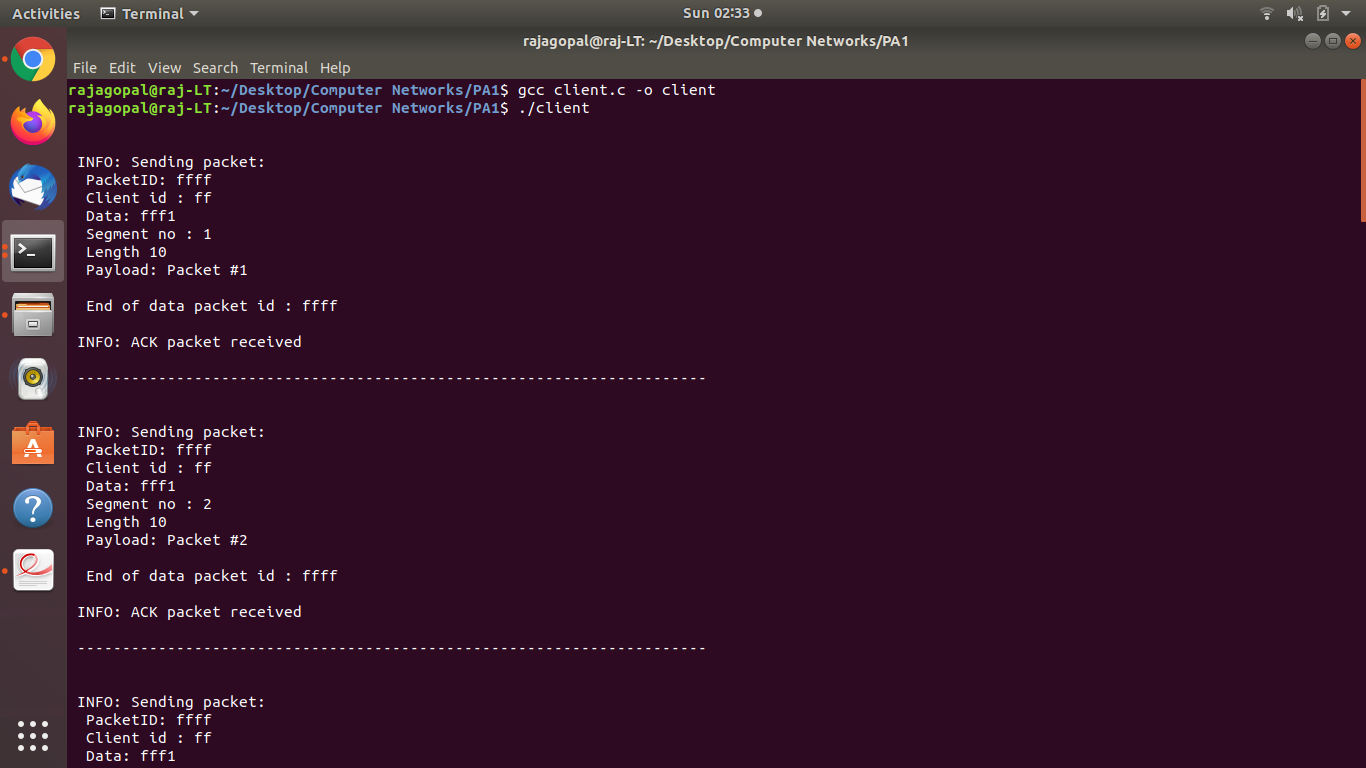 Activities Terminal Sun 02:33
rajagopal@raj-LT: ~/Desktop/Computer Networks/PA1
File Edit View Search Terminal Help
rajagopal@raj-LT:~/Desktop/Computer Networks/PA1$ gcc client.c -o client
rajagopal@raj-LT:~/Desktop/Computer Networks/PA1$ ./client
INFO: Sending packet:
PacketID: ffff
Client id : ff
Data: fff1
Segment no : 1
Length 10
Payload: Packet #1
End of data packet id : ffff
INFO: ACK packet received
----------------------------------------------------------------------
INFO: Sending packet:
PacketID: ffff
Client id : ff
Data: fff1
Segment no : 2
Length 10
Payload: Packet #2
End of data packet id : ffff
INFO: ACK packet received
----------------------------------------------------------------------
INFO: Sending packet:
PacketID: ffff
Client id : ff
Data: fff1